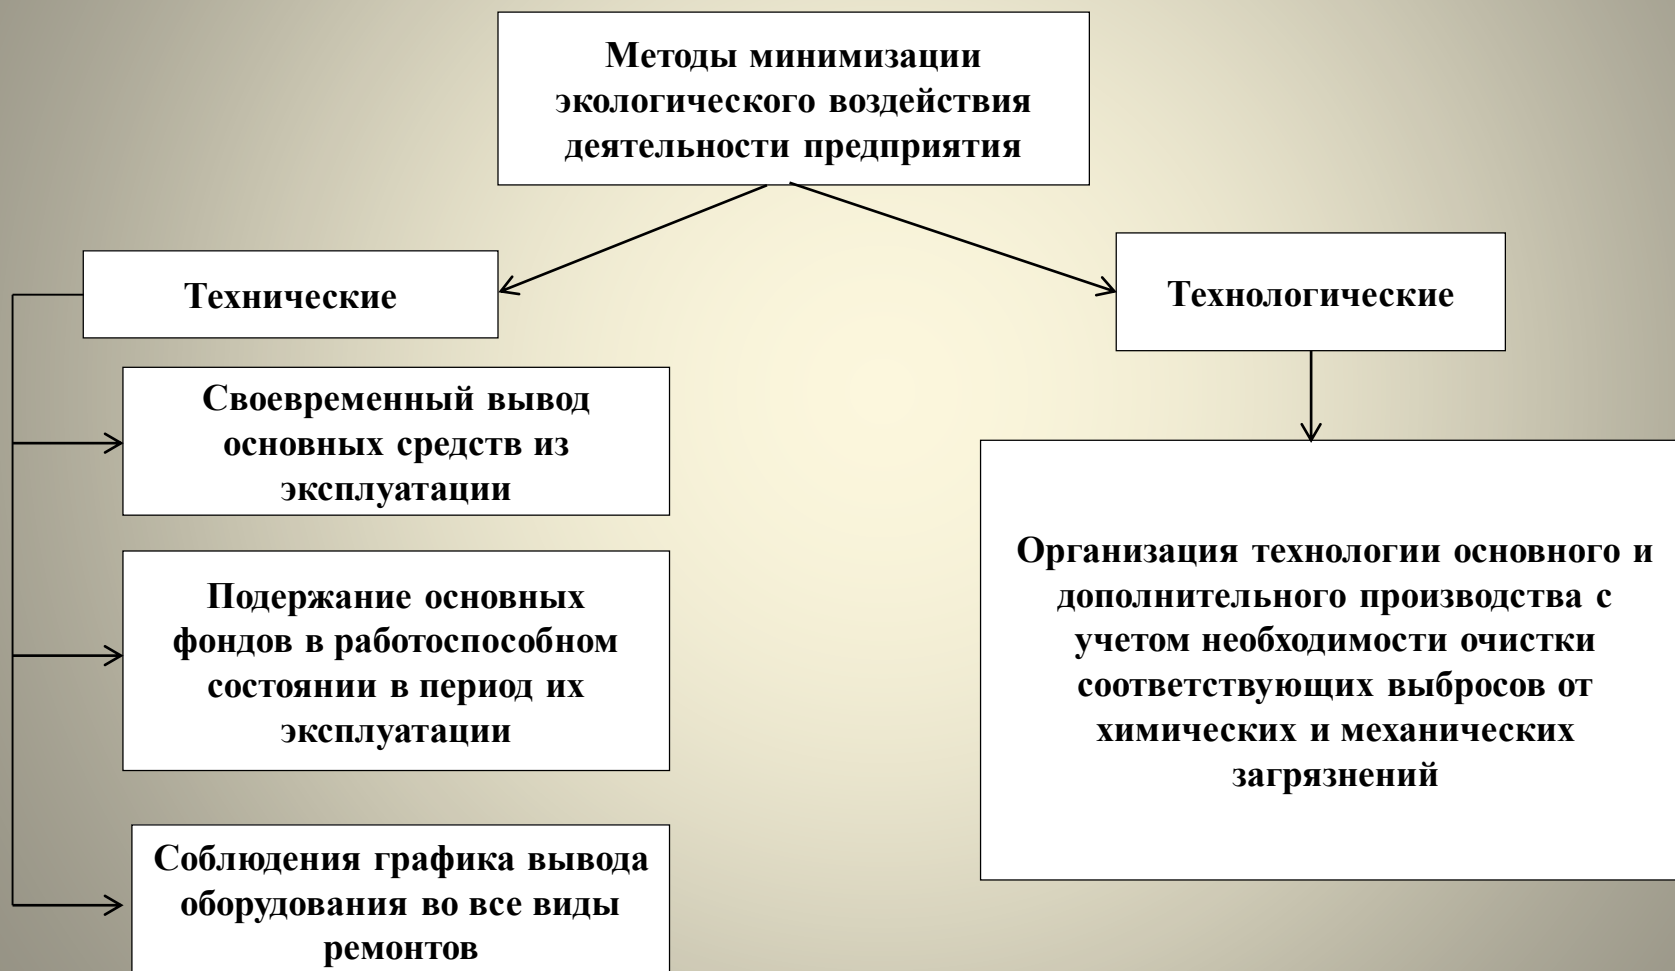 Методы минимизации
экологического воздействия
деятельности предприятия
Технические
Технологические
Своевременный вывод
основных средств из
эксплуатации
Подержание основных
фондов в работоспособном
состоянии в период их
эксплуатации
Соблюдения графика вывода
оборудования во все виды
ремонтов
Организация технологии основного и
дополнительного производства с
учетом необходимости очистки
соответствующих выбросов от
химических и механических
загрязнений